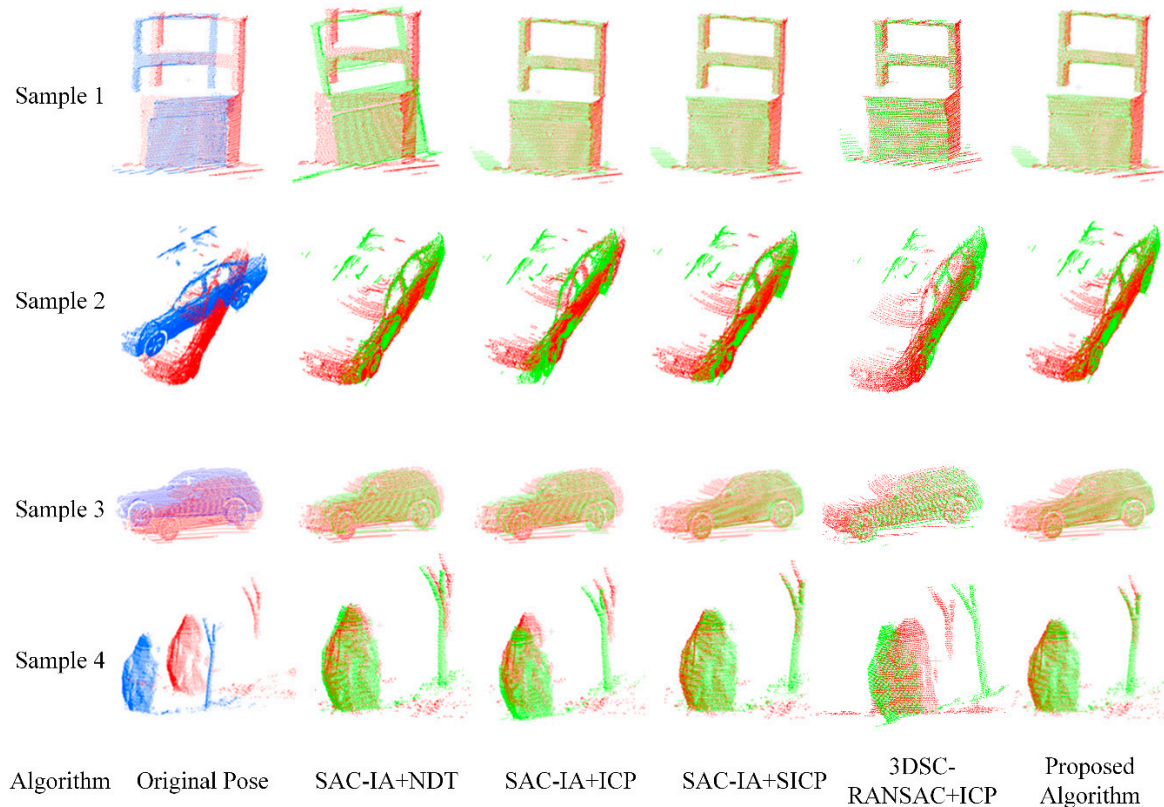 Sample 1
Sample 2
Sample 3
Sample 4
Algorithm Original Pose SAC-IA+NDT SAC-IA+ICP SAC-IA+SICP 3DSC- Proposed
RANSAC+ICP Algorithm